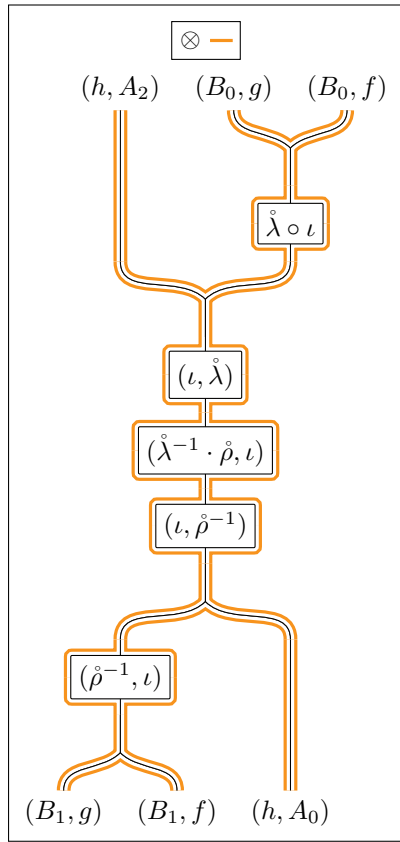 ⊗
(h, A₂) (B₀, g) (B₀, f)
λ̊ ∘ ι
(ι, λ̊)
(λ̊⁻¹ · ρ̊, ι)
(ι, ρ̊⁻¹)
(ρ̊⁻¹, ι)
(B₁, g) (B₁, f) (h, A₀)